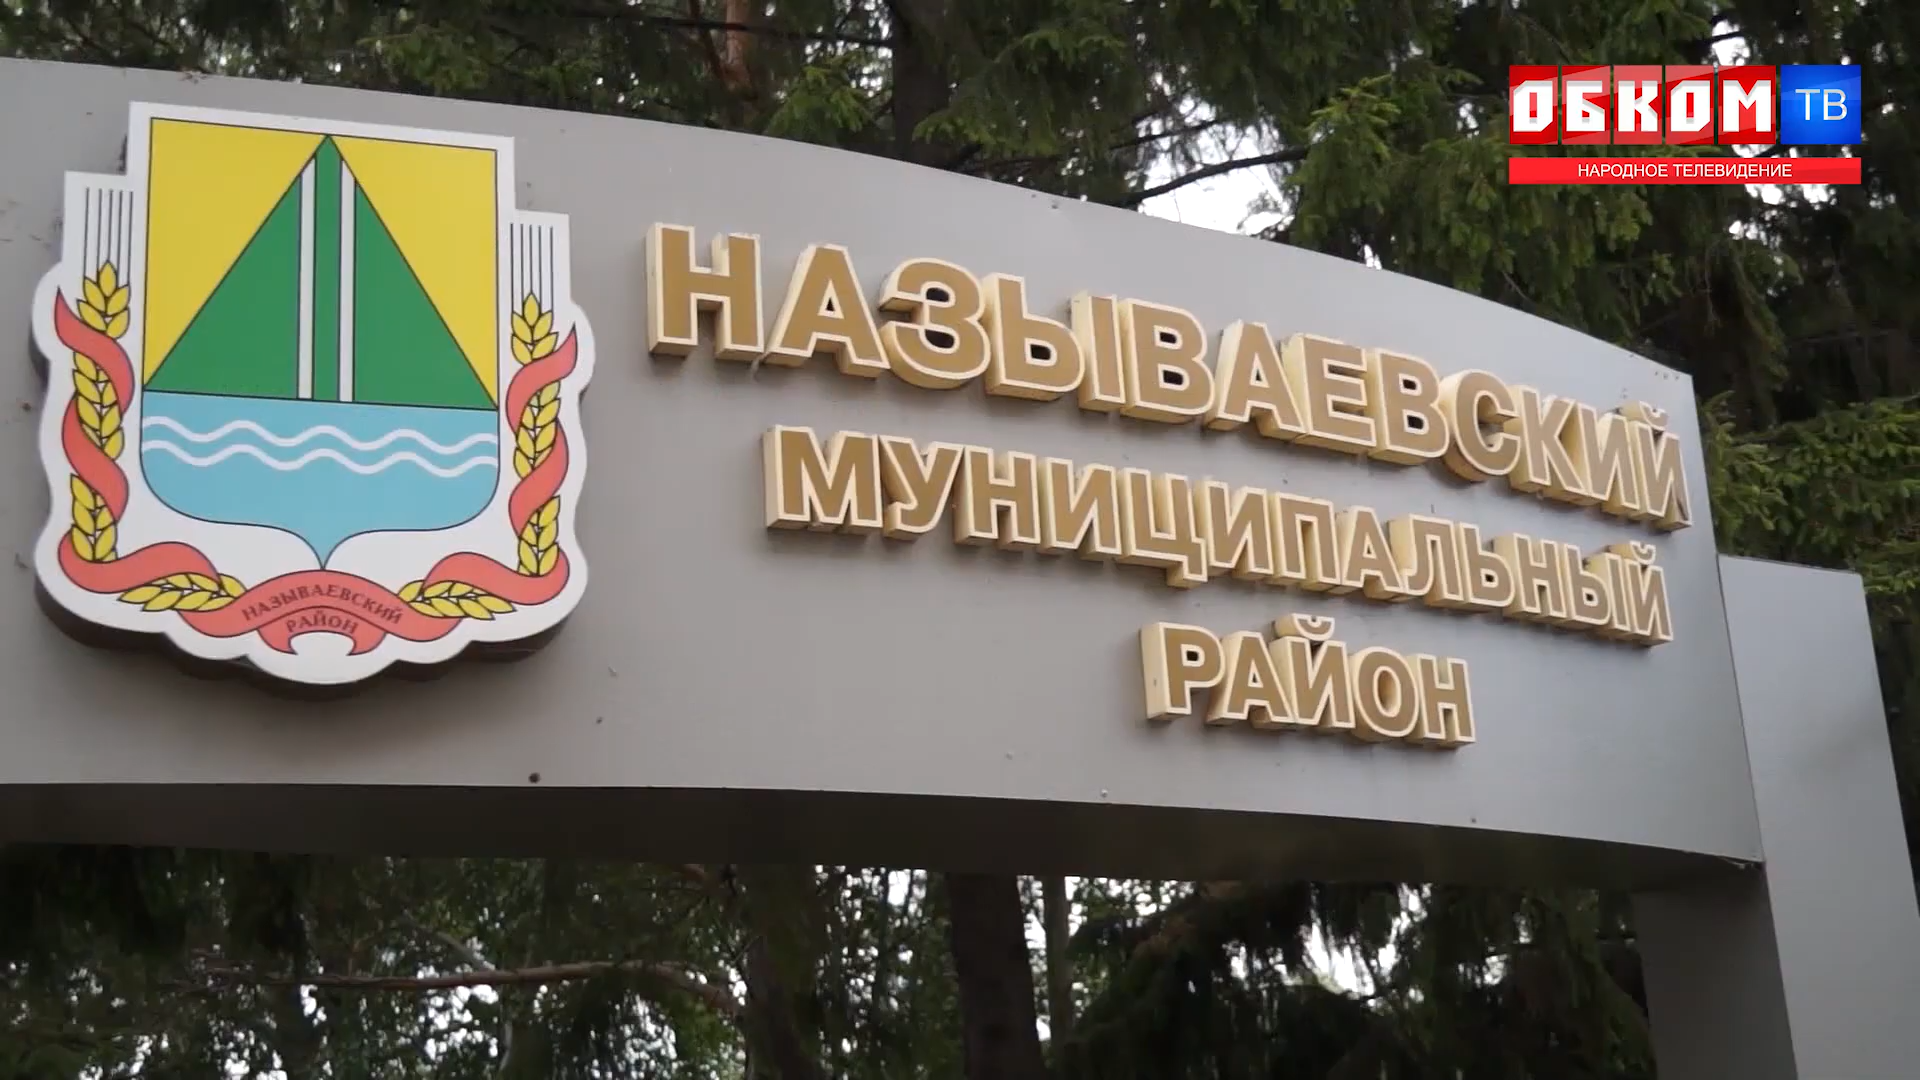 ОБКОМ ТВ
НАРОДНОЕ ТЕЛЕВИДЕНИЕ
НАЗЫВАЕВСКИЙ
МУНИЦИПАЛЬНЫЙ
РАЙОН
НАЗЫВАЕВСКИЙ
РАЙОН